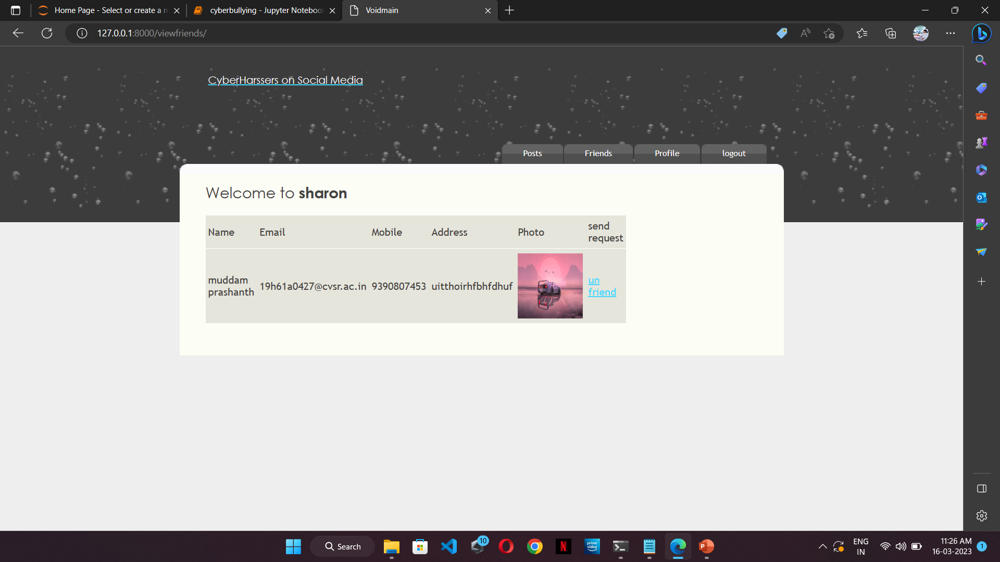 Home Page - Select or create a n
cyberbullying - Jupyter Noteboo
Voidmain
127.0.0.1:8000/viewfriends/
CyberHarssers on Social Media
Posts Friends Profile logout
Welcome to sharon
Name Email Mobile Address Photo send
request
muddam
prashanth 19h61a0427@cvsr.ac.in 9390807453 uitthoirhfbhfdhuf un
friend
Search
10
prime
video
ENG
IN
11:26 AM
16-03-2023
1